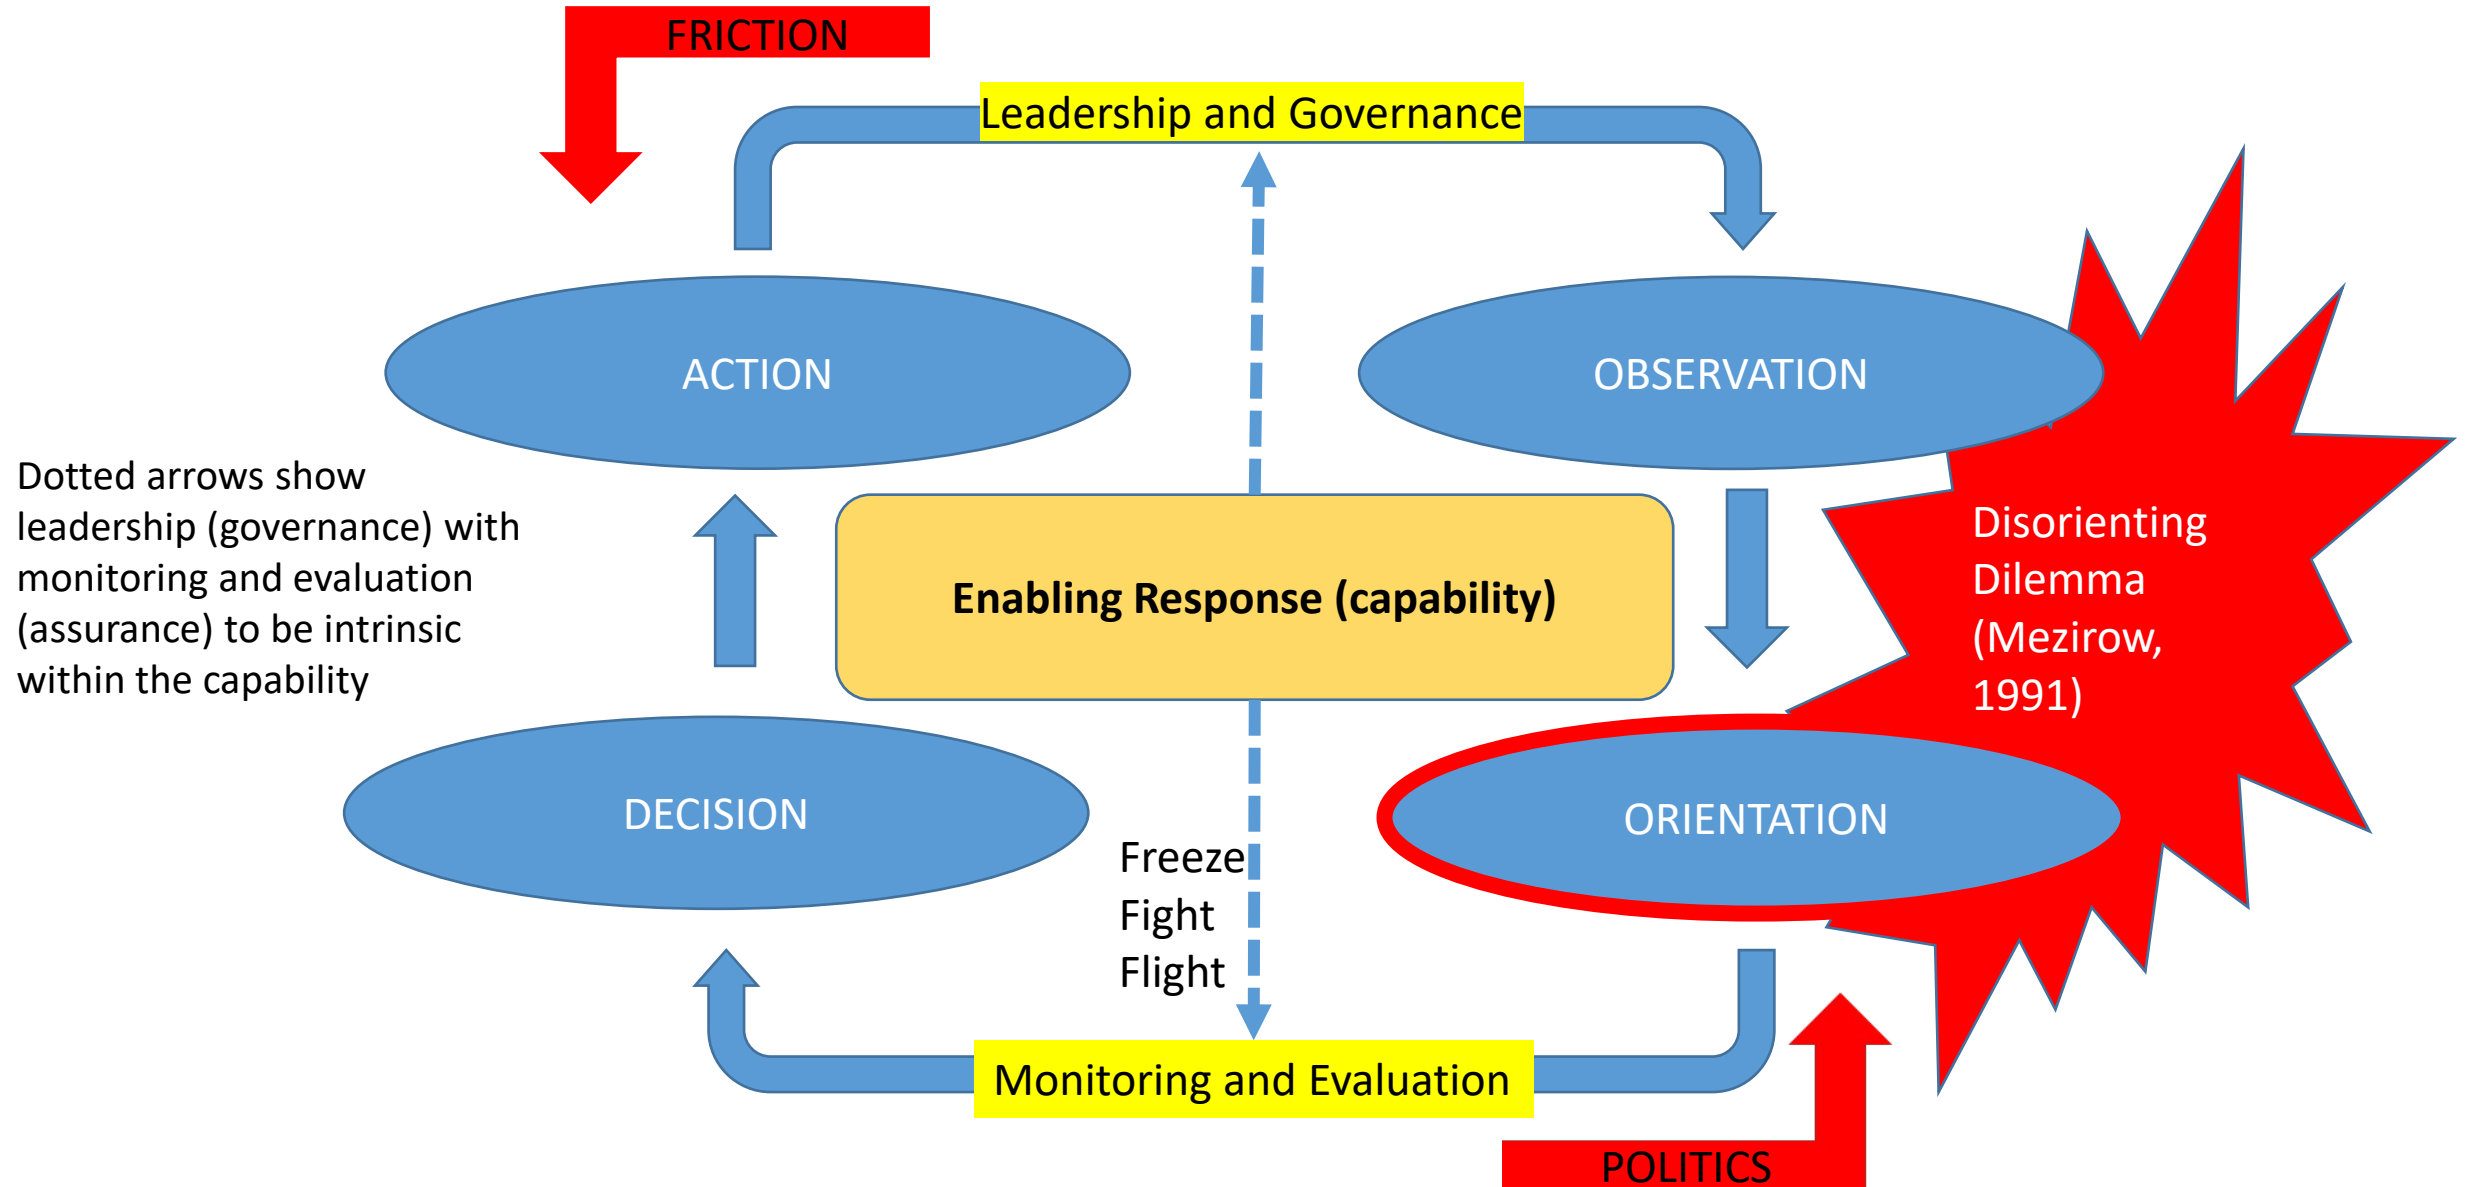 FRICTION
Leadership and Governance
ACTION
OBSERVATION
Dotted arrows show
leadership (governance) with
monitoring and evaluation
(assurance) to be intrinsic
within the capability
Enabling Response (capability)
Disorienting
Dilemma
(Mezirow,
1991)
DECISION
ORIENTATION
Freeze
Fight
Flight
Monitoring and Evaluation
POLITICS